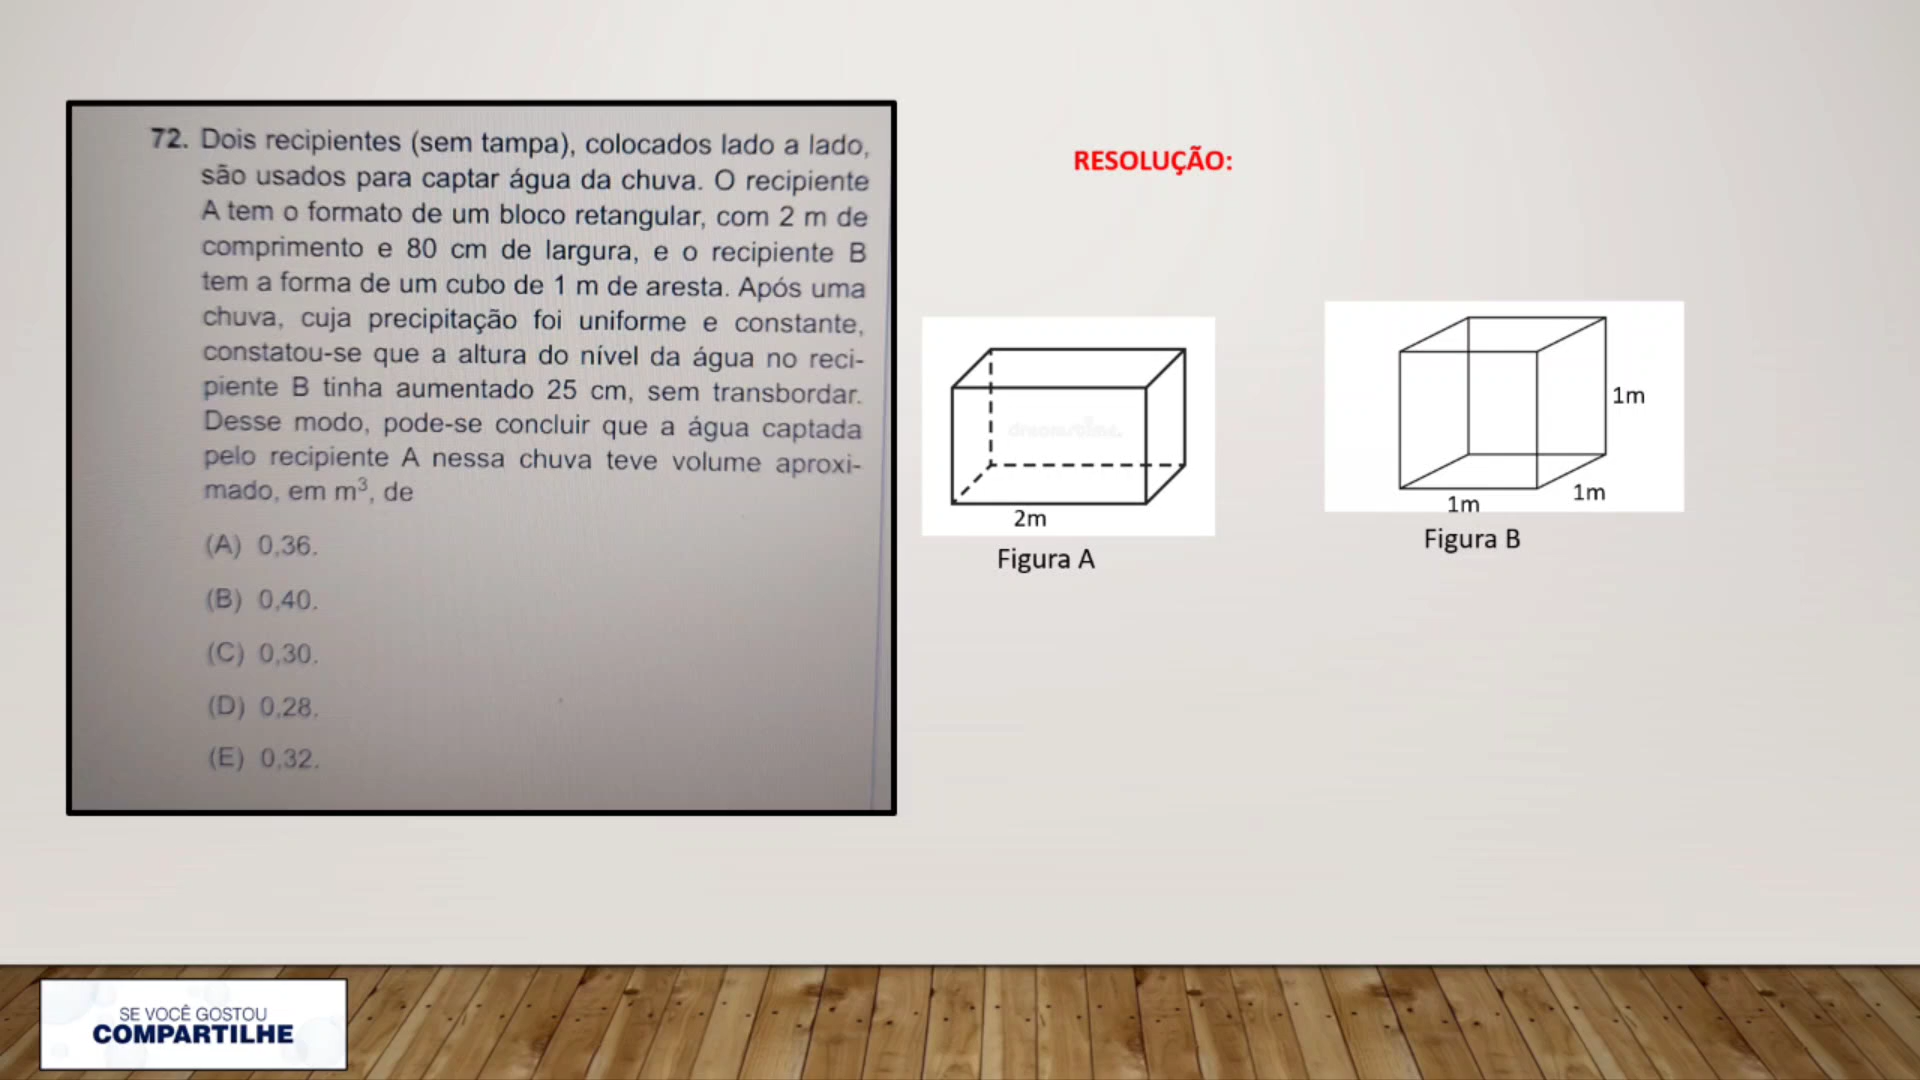 72. Dois recipientes (sem tampa), colocados lado a lado,
são usados para captar água da chuva. O recipiente
A tem o formato de um bloco retangular, com 2 m de
comprimento e 80 cm de largura, e o recipiente B
tem a forma de um cubo de 1 m de aresta. Após uma
chuva, cuja precipitação foi uniforme e constante,
constatou-se que a altura do nível da água no reci-
piente B tinha aumentado 25 cm, sem transbordar.
Desse modo, pode-se concluir que a água captada
pelo recipiente A nessa chuva teve volume aproxi-
mado, em m³, de
(A) 0,36.
(B) 0,40.
(C) 0,30.
(D) 0,28.
(E) 0,32.
RESOLUÇÃO:
dreamstime.
2m
Figura A
1m
1m
1m
Figura B
SE VOCÊ GOSTOU
COMPARTILHE